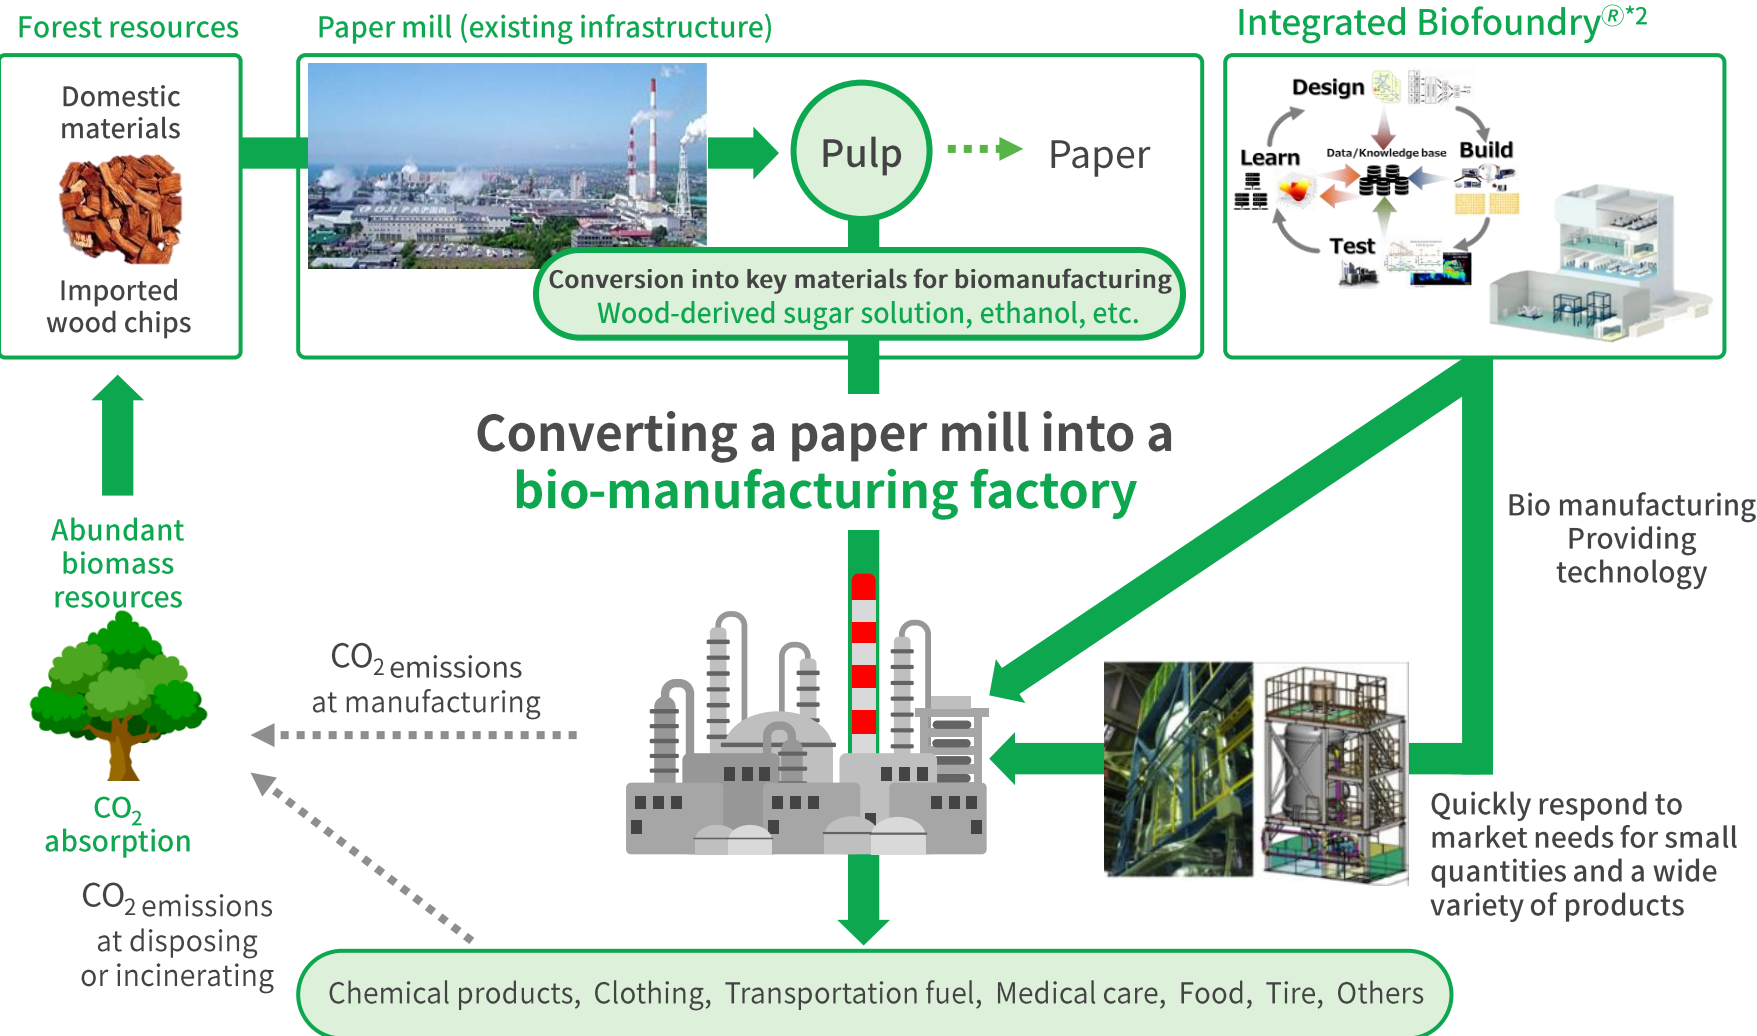 Forest resources
Paper mill (existing infrastructure)
Integrated Biofoundry®*2
Domestic
materials
Imported
wood chips
OJI PAPER
Pulp
Paper
Conversion into key materials for biomanufacturing
Wood-derived sugar solution, ethanol, etc.
Design
Learn
Data/Knowledge base
Build
Test
Converting a paper mill into a
bio-manufacturing factory
Abundant
biomass
resources
CO2
absorption
CO2 emissions
at manufacturing
CO2 emissions
at disposing
or incinerating
Bio manufacturing
Providing
technology
Quickly respond to
market needs for small
quantities and a wide
variety of products
Chemical products, Clothing, Transportation fuel, Medical care, Food, Tire, Others